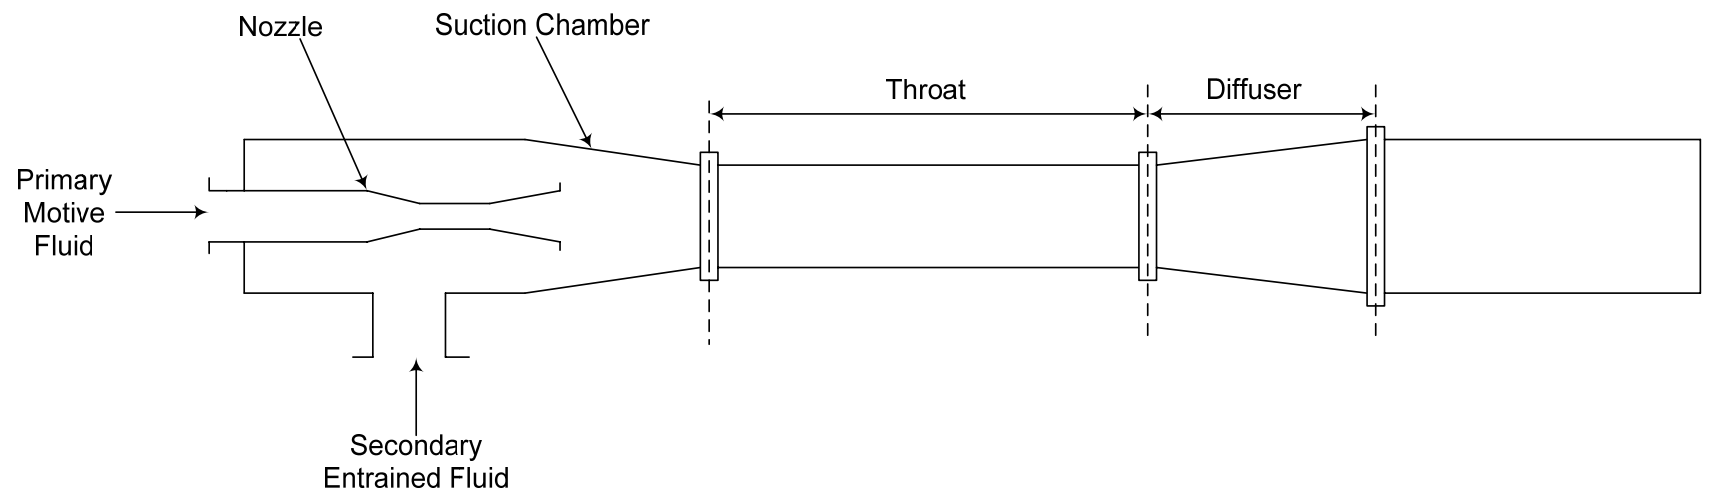 Nozzle
Suction Chamber
Throat
Diffuser
Primary
Motive
Fluid
Secondary
Entrained Fluid